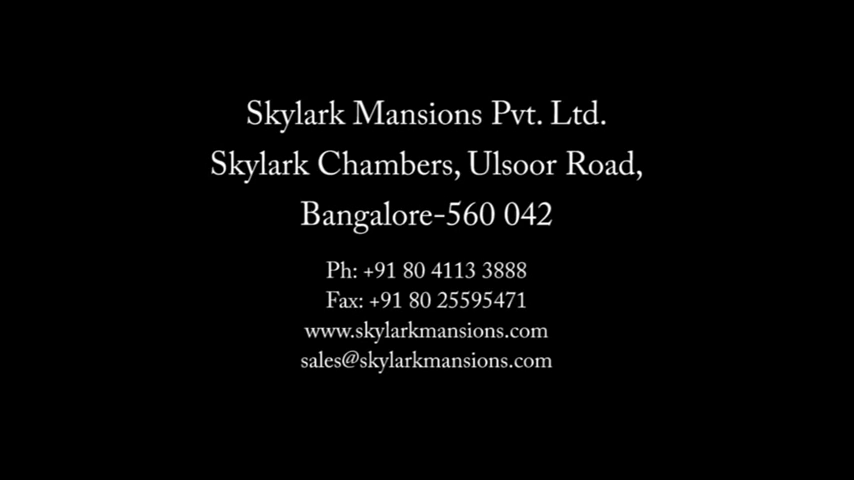 Skylark Mansions Pvt. Ltd.
Skylark Chambers, Ulsoor Road,
Bangalore-560 042
Ph: +91 80 4113 3888
Fax: +91 80 25595471
www.skylarkmansions.com
sales@skylarkmansions.com